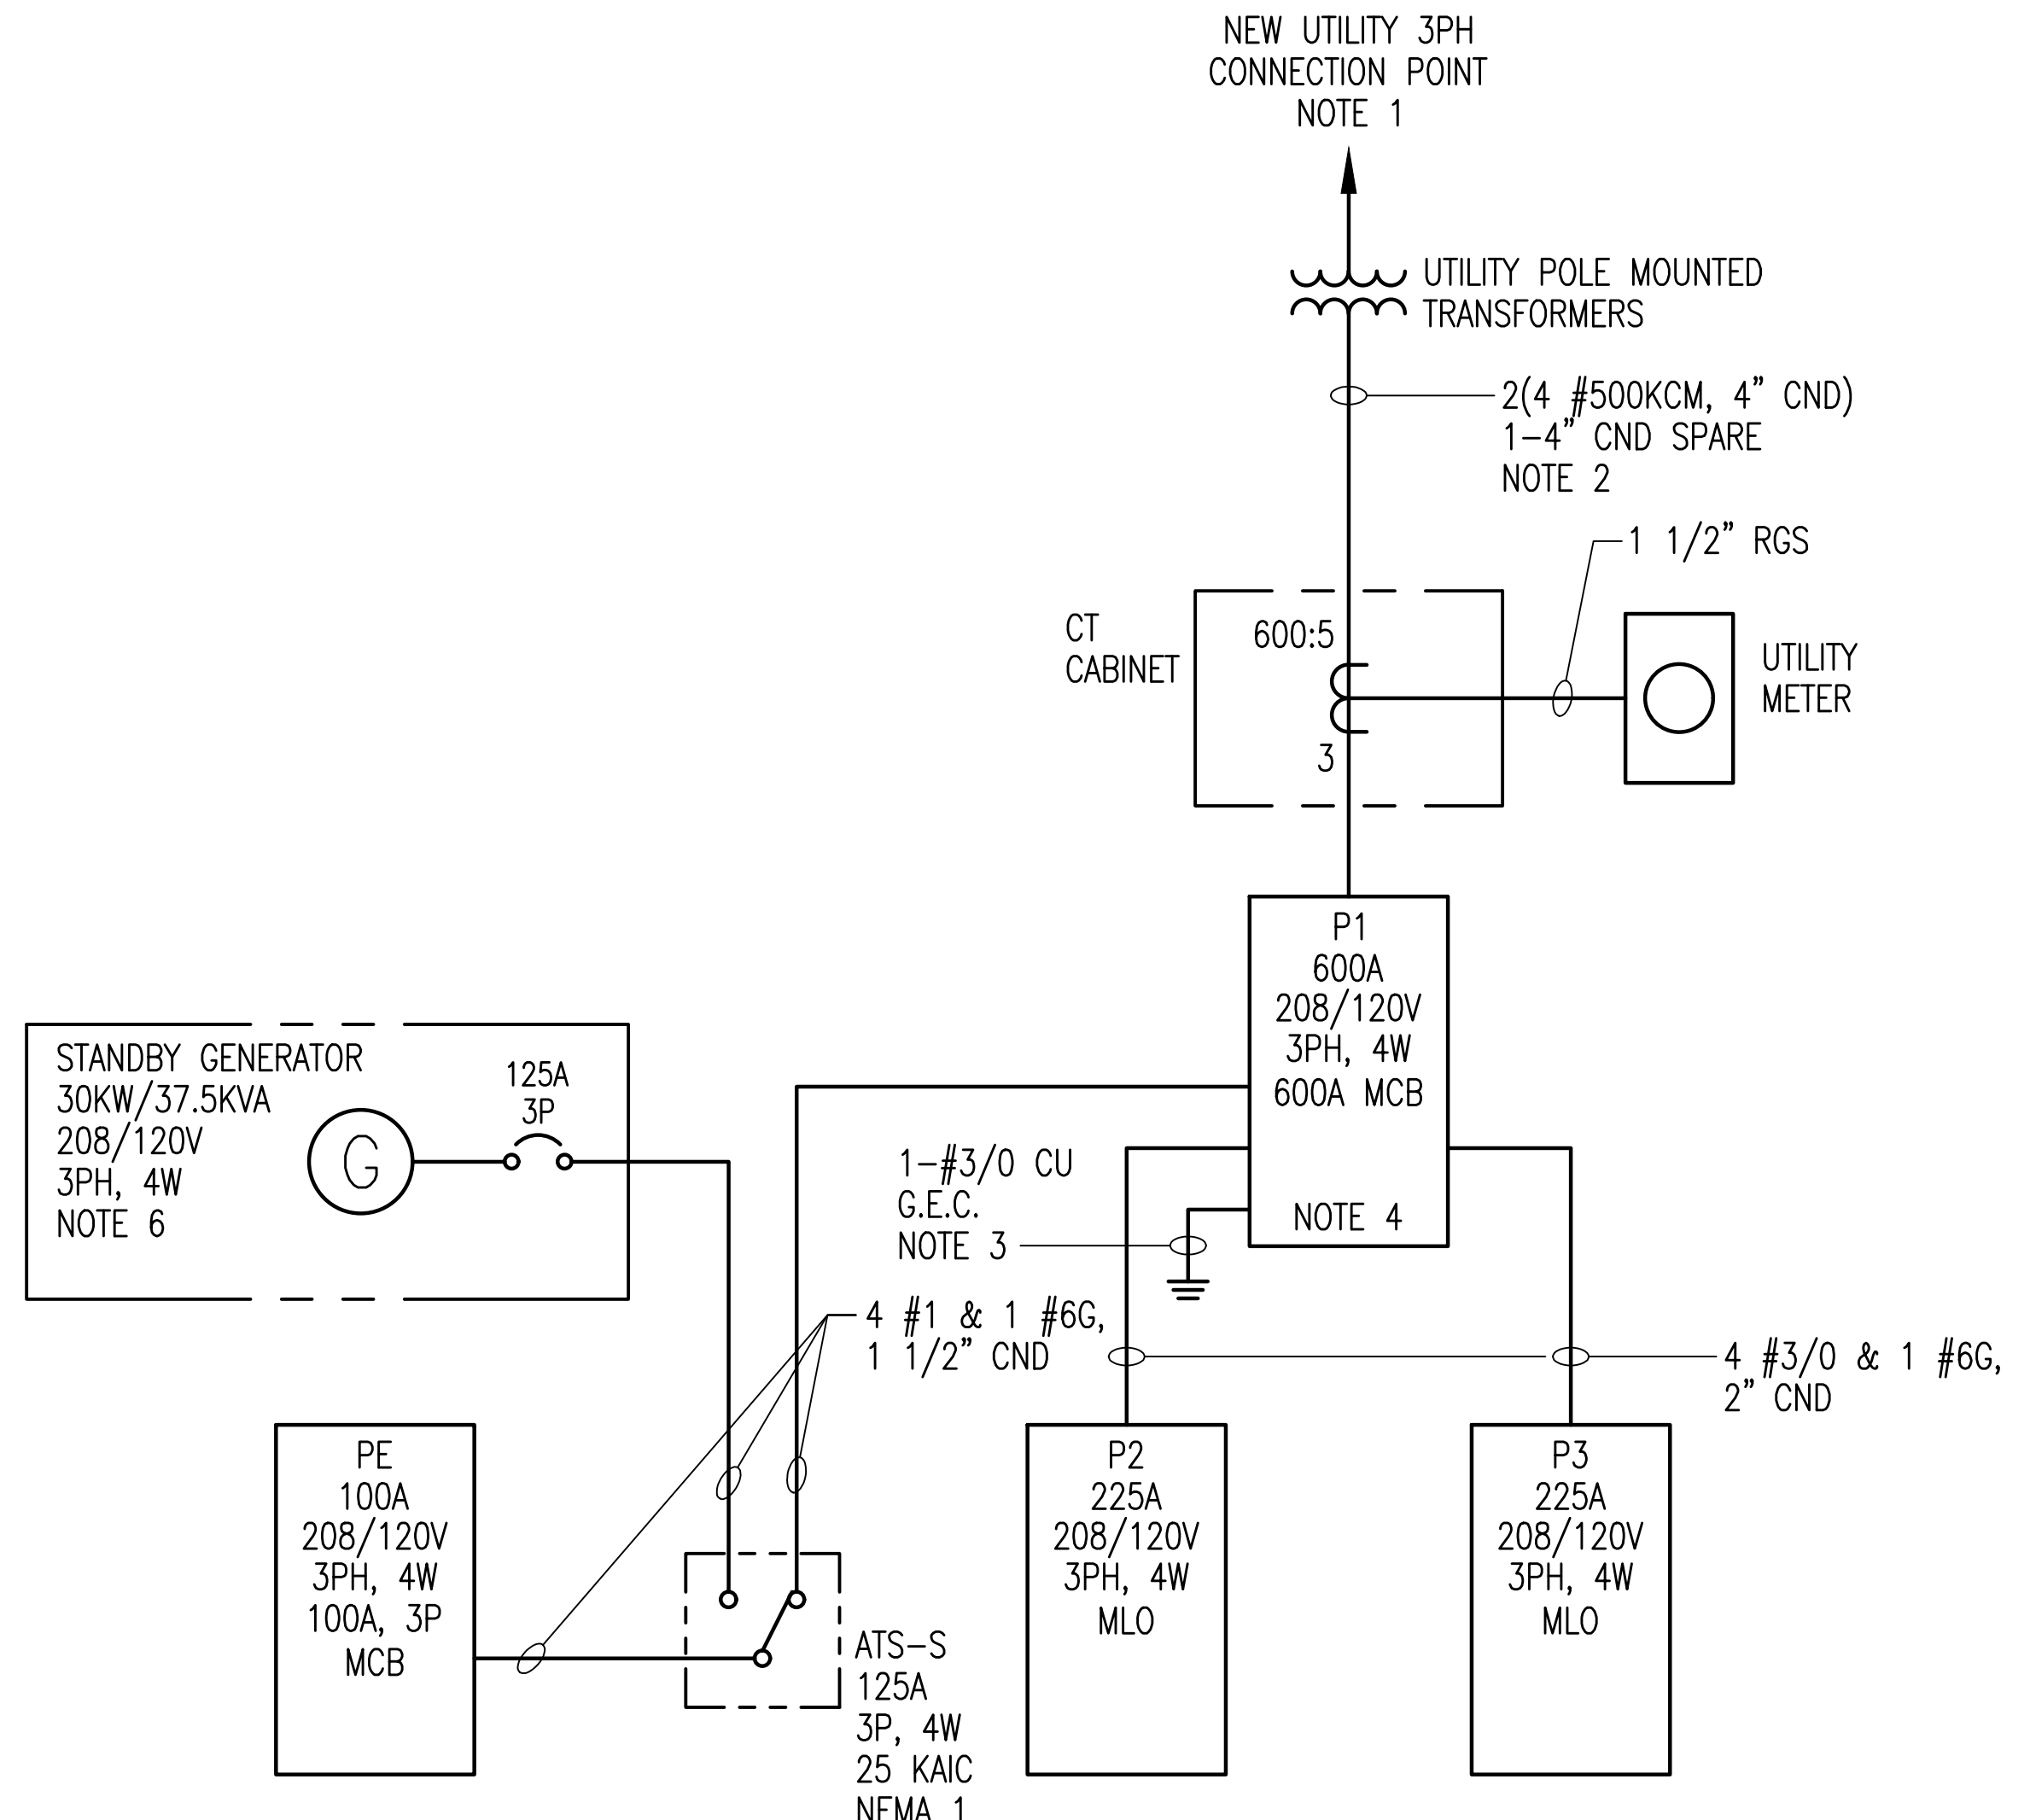 NEW UTILITY 3PH
CONNECTION POINT
NOTE 1
UTILITY POLE MOUNTED
TRANSFORMERS
2(4 #500KCM, 4" CND)
1-4" CND SPARE
NOTE 2
1 1/2" RGS
CT
CABINET
600:5
3
UTILITY
METER
P1
600A
208/120V
3PH, 4W
600A MCB
NOTE 4
STANDBY GENERATOR
30KW/37.5KVA
208/120V
3PH, 4W
NOTE 6
G
125A
3P
1-#3/0 CU
G.E.C.
NOTE 3
4 #1 & 1 #6G,
1 1/2" CND
4 #3/0 & 1 #6G,
2" CND
PE
100A
208/120V
3PH, 4W
100A, 3P
MCB
ATS-S
125A
3P, 4W
25 KAIC
NEMA 1
P2
225A
208/120V
3PH, 4W
MLO
P3
225A
208/120V
3PH, 4W
MLO